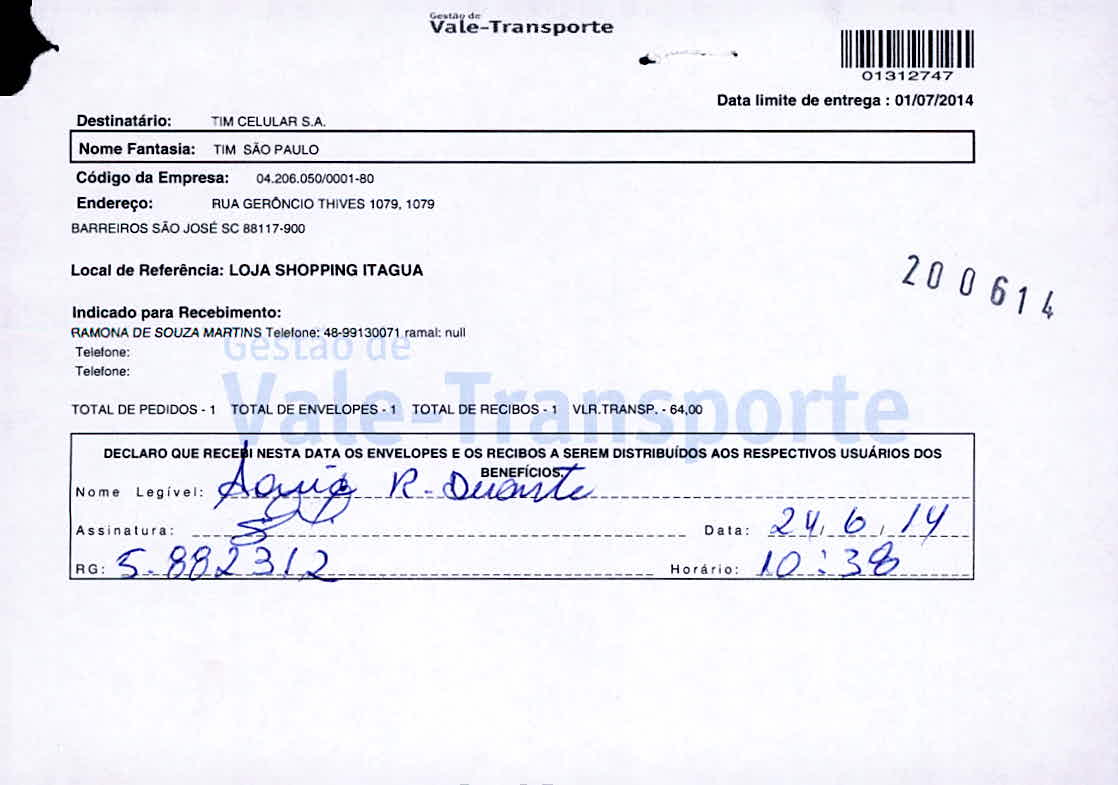 Gestão de
Vale-Transporte
01312747
Data limite de entrega : 01/07/2014
Destinatário: TIM CELULAR S.A.
Nome Fantasia: TIM SÃO PAULO
Código da Empresa: 04.206.050/0001-80
Endereço: RUA GERÔNCIO THIVES 1079, 1079
BARREIROS SÃO JOSÉ SC 88117-900
200614
Local de Referência: LOJA SHOPPING ITAGUA
Indicado para Recebimento:
RAMONA DE SOUZA MARTINS Telefone: 48-99130071 ramal: null
Telefone:
Telefone:
Gestão de
Vale-Transporte
TOTAL DE PEDIDOS - 1 TOTAL DE ENVELOPES - 1 TOTAL DE RECIBOS - 1 VLR.TRANSP. - 64,00
DECLARO QUE RECEBI NESTA DATA OS ENVELOPES E OS RECIBOS A SEREM DISTRIBUÍDOS AOS RESPECTIVOS USUÁRIOS DOS
BENEFÍCIOS.
Nome Legível: R. Duarte
Assinatura: Data: 24/6/14
RG: 5.882312 Horário: 10:38